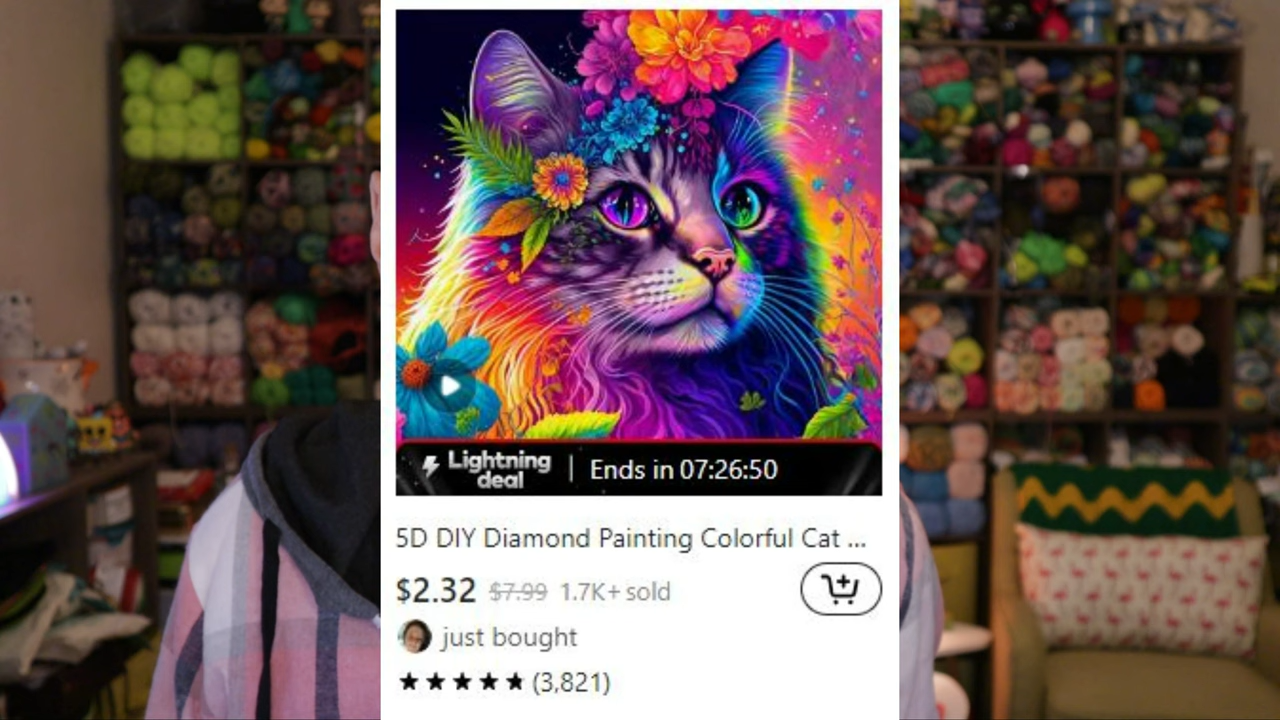 Lightning
deal
Ends in 07:26:50
5D DIY Diamond Painting Colorful Cat ...
$2.32 $7.99 1.7K+ sold
just bought
(3,821)